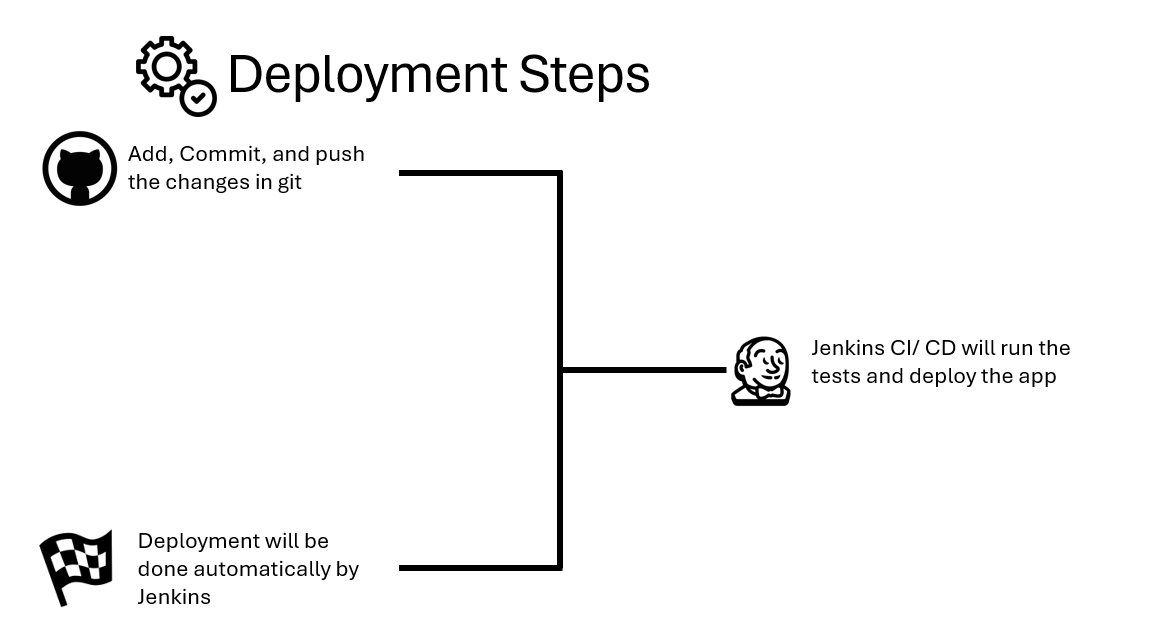 Deployment Steps
Add, Commit, and push
the changes in git
Jenkins CI/ CD will run the
tests and deploy the app
Deployment will be
done automatically by
Jenkins